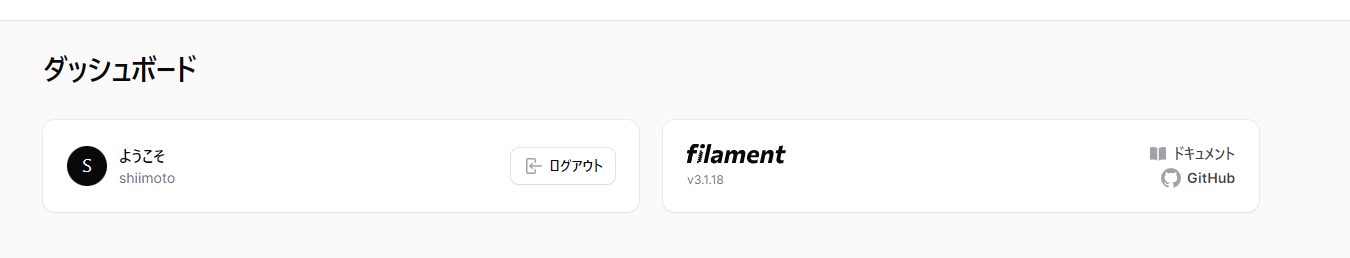 ダッシュボード
S
ようこそ
shiimoto
ログアウト
filament
v3.1.18
ドキュメント
GitHub